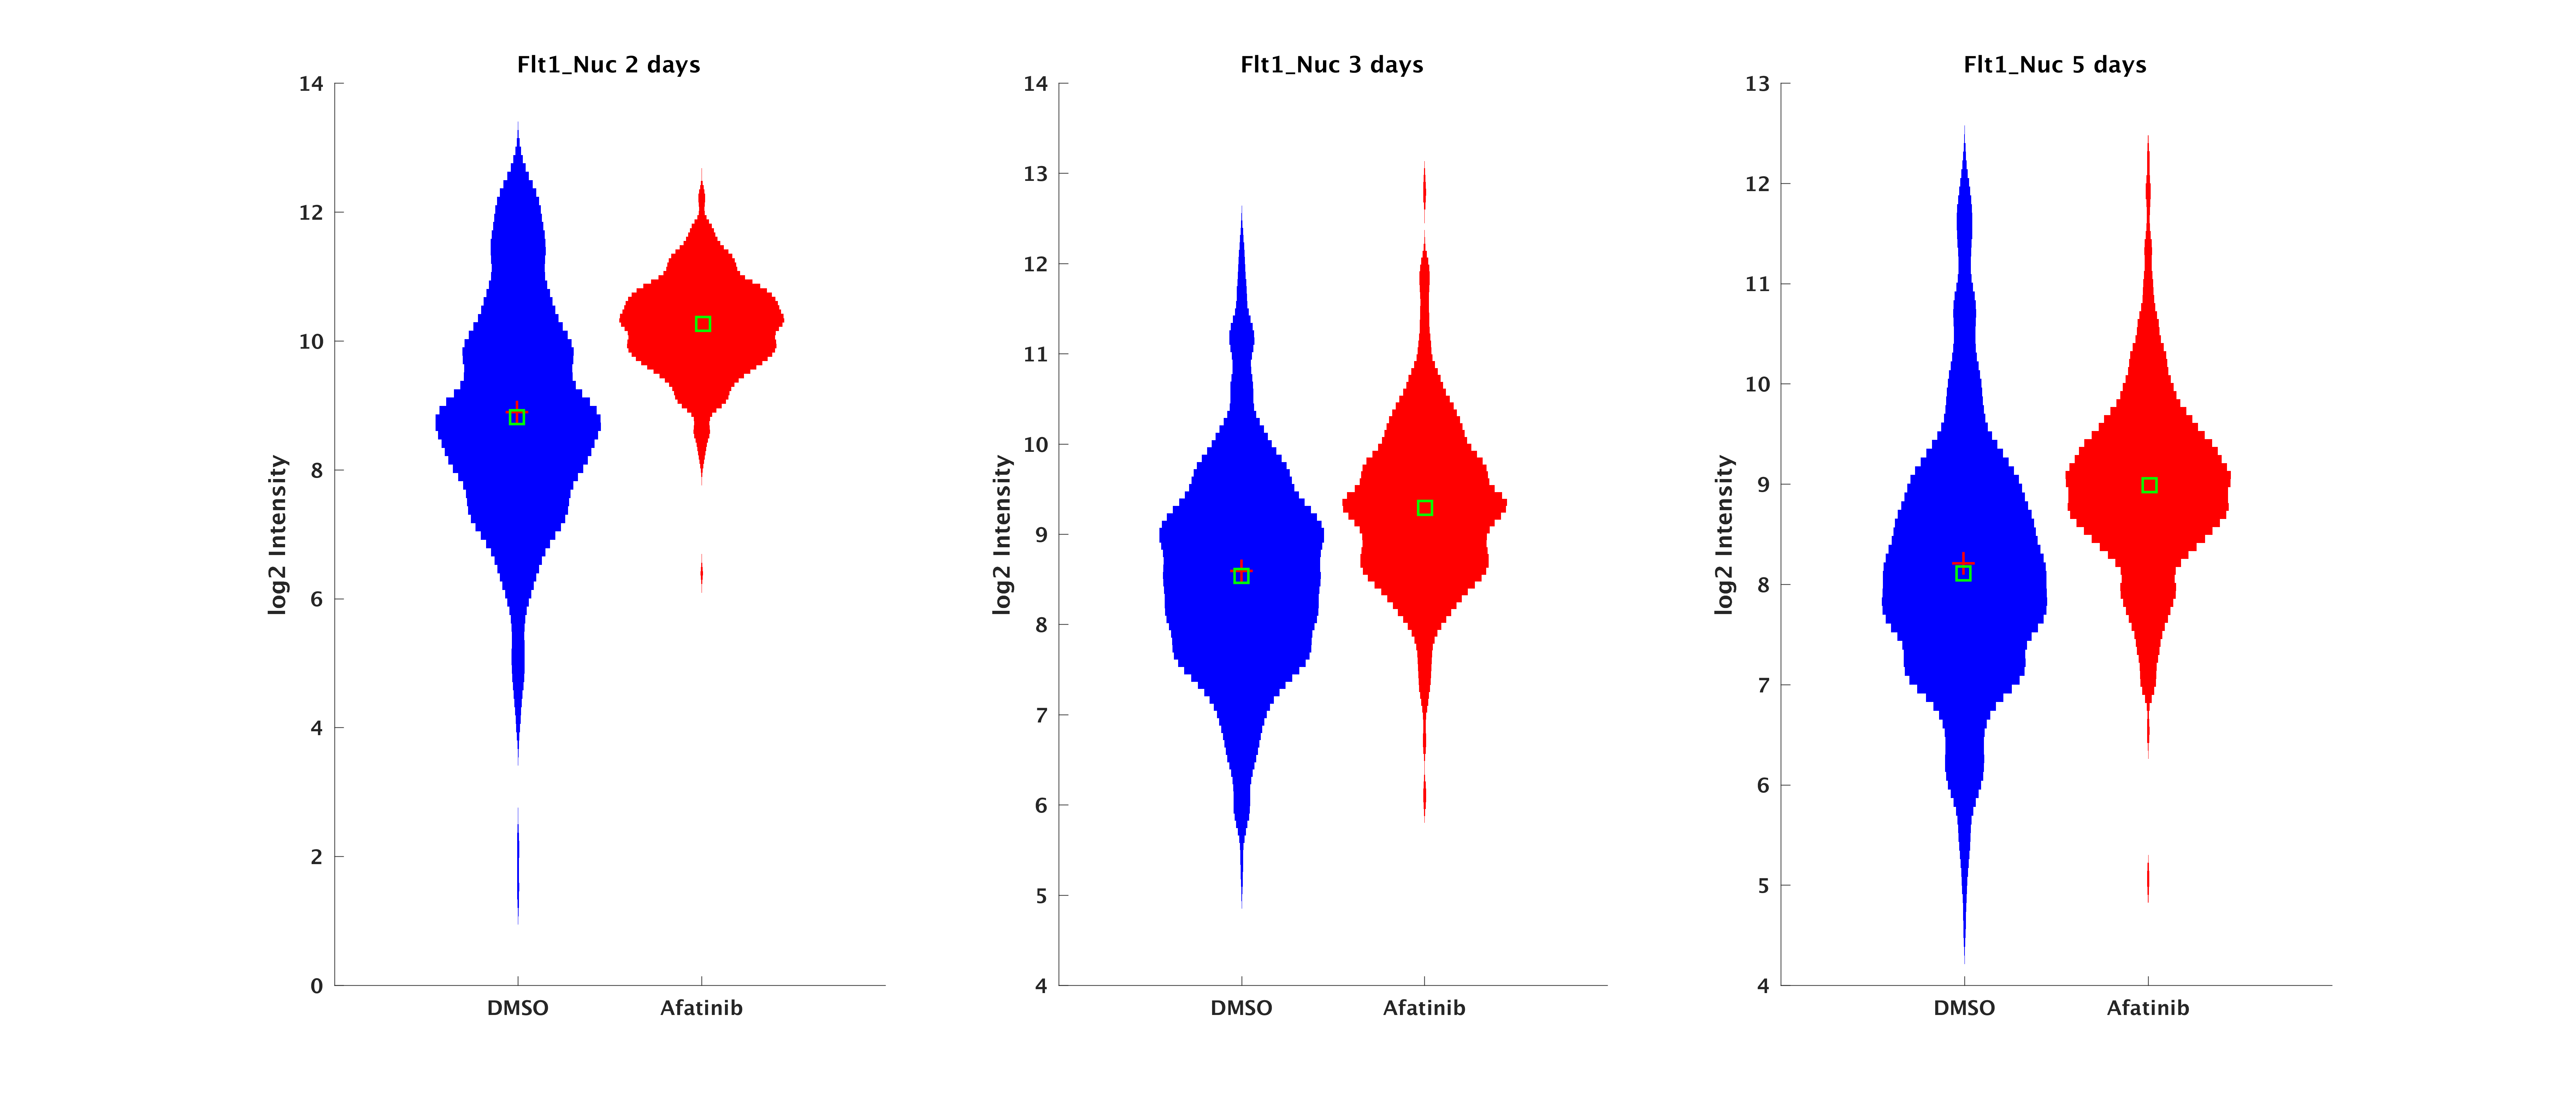 Flt1_Nuc 2 days
14
12
10
8
6
4
2
0
log2 Intensity
DMSO
Afatinib
Flt1_Nuc 3 days
14
13
12
11
10
9
8
7
6
5
4
log2 Intensity
DMSO
Afatinib
Flt1_Nuc 5 days
13
12
11
10
9
8
7
6
5
4
log2 Intensity
DMSO
Afatinib